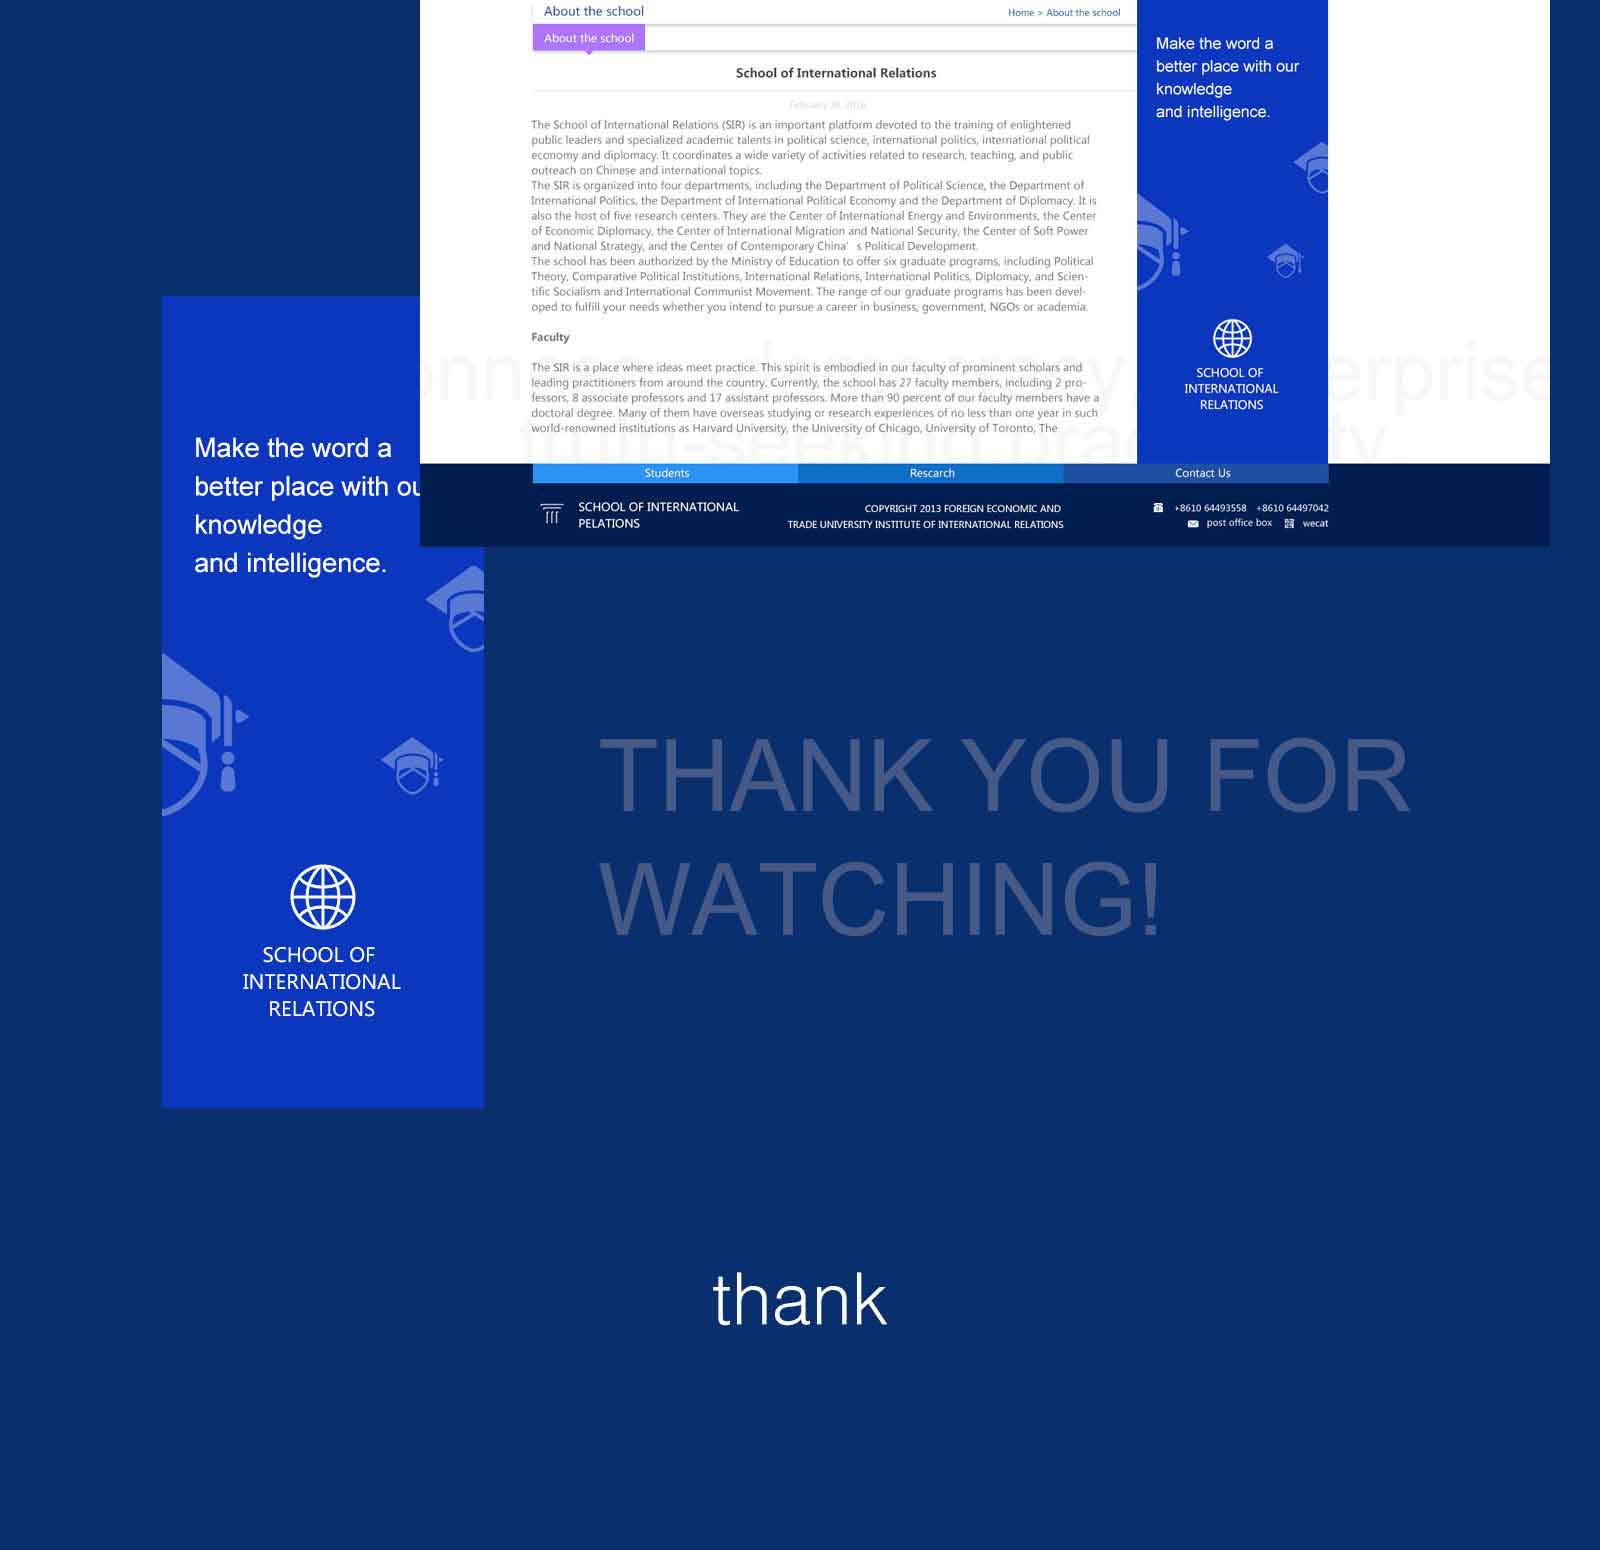 About the school
Home > About the school
About the school
School of International Relations
February 28, 2016
The School of International Relations (SIR) is an important platform devoted to the training of enlightened
public leaders and specialized academic talents in political science, international politics, international political
economy and diplomacy. It coordinates a wide variety of activities related to research, teaching, and public
outreach on Chinese and international topics.
The SIR is organized into four departments, including the Department of Political Science, the Department of
International Politics, the Department of International Political Economy and the Department of Diplomacy. It is
also the host of five research centers. They are the Center of International Energy and Environments, the Center
of Economic Diplomacy, the Center of International Migration and National Security, the Center of Soft Power
and National Strategy, and the Center of Contemporary China's Political Development.
The school has been authorized by the Ministry of Education to offer six graduate programs, including Political
Theory, Comparative Political Institutions, International Relations, International Politics, Diplomacy, and Scien-
tific Socialism and International Communist Movement. The range of our graduate programs has been devel-
oped to fulfill your needs whether you intend to pursue a career in business, government, NGOs or academia.
Faculty
The SIR is a place where ideas meet practice. This spirit is embodied in our faculty of prominent scholars and
leading practitioners from around the country. Currently, the school has 27 faculty members, including 2 pro-
fessors, 8 associate professors and 17 assistant professors. More than 90 percent of our faculty members have a
doctoral degree. Many of them have overseas studying or research experiences of no less than one year in such
world-renowned institutions as Harvard University, the University of Chicago, University of Toronto, The
Make the word a
better place with our
knowledge
and intelligence.
SCHOOL OF
INTERNATIONAL
RELATIONS
Students
Rescarch
Contact Us
SCHOOL OF INTERNATIONAL
PELATIONS
COPYRIGHT 2013 FOREIGN ECONOMIC AND
TRADE UNIVERSITY INSTITUTE OF INTERNATIONAL RELATIONS
+8610 64493558 +8610 64497042
post office box wecat
Make the word a
better place with ou
knowledge
and intelligence.
SCHOOL OF
INTERNATIONAL
RELATIONS
THANK YOU FOR
WATCHING!
thank